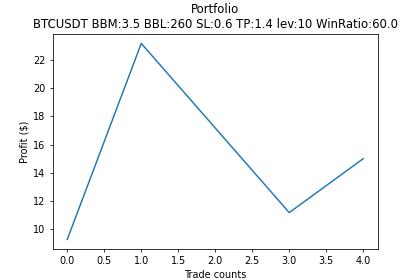 Portfolio
BTCUSDT BBM:3.5 BBL:260 SL:0.6 TP:1.4 lev:10 WinRatio:60.0
22
20
18
16
14
12
10
Profit ($)
0.0 0.5 1.0 1.5 2.0 2.5 3.0 3.5 4.0
Trade counts